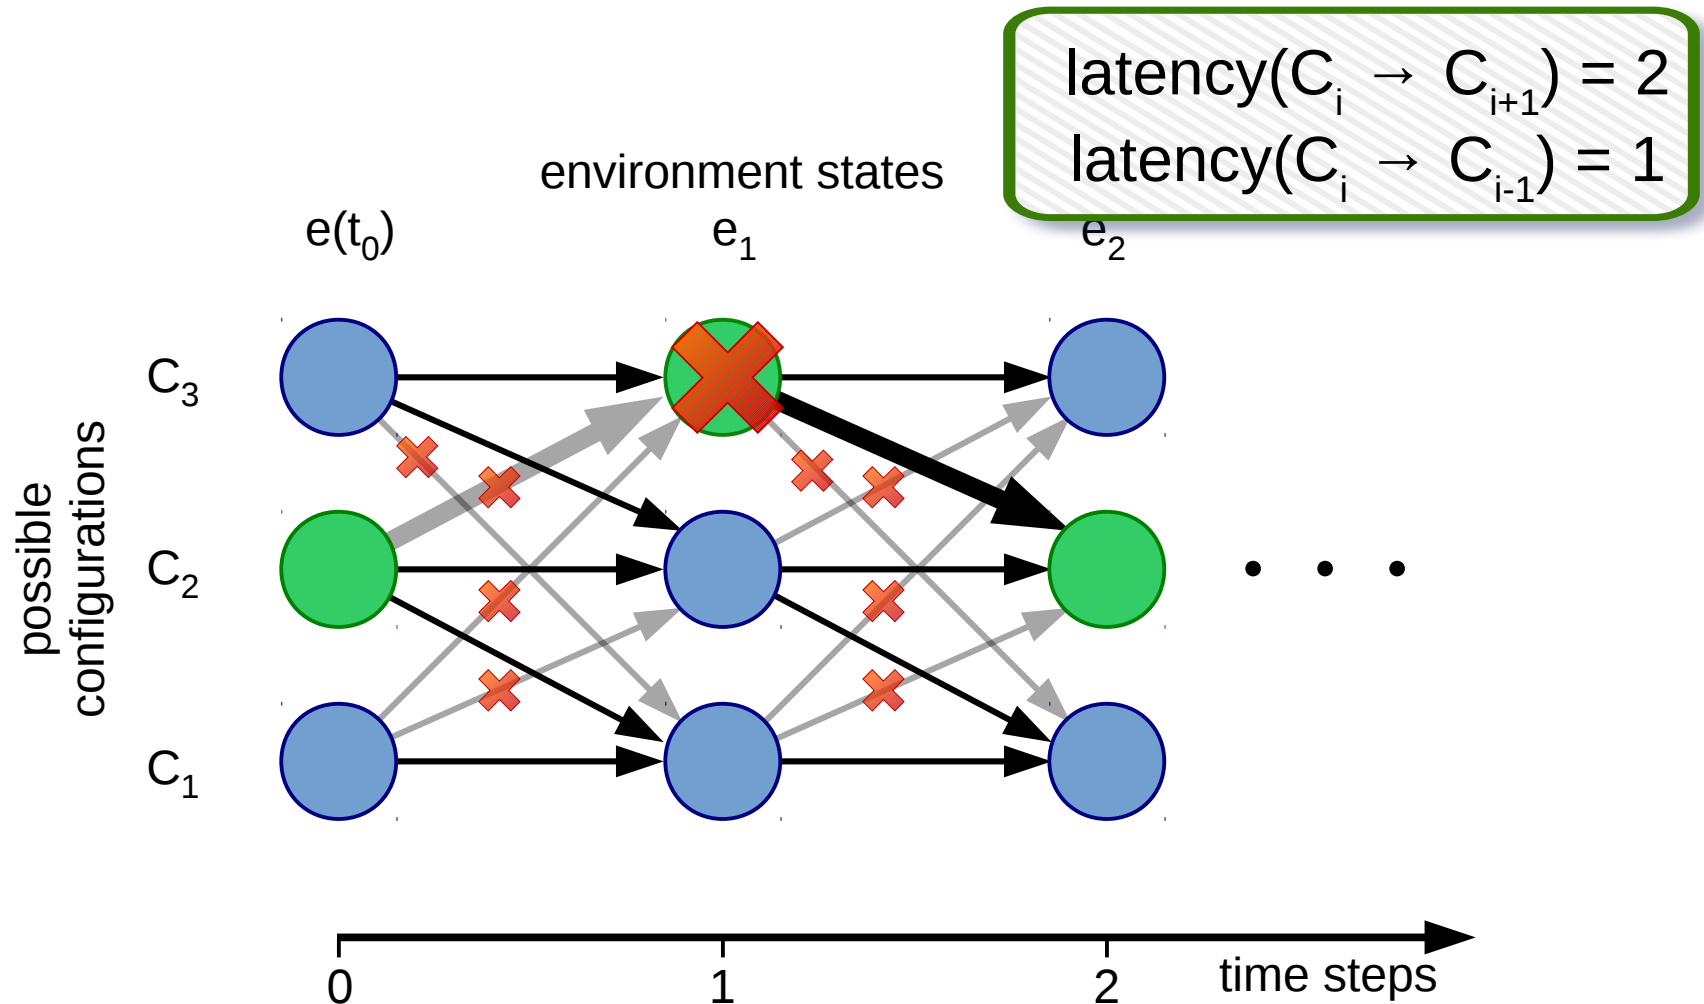 latency(Cᵢ → Cᵢ₊₁) = 2
latency(Cᵢ → Cᵢ₋₁) = 1
environment states
e(t₀)
e₁
e₂
possible
configurations
C₃
C₂
C₁
0
1
2
time steps